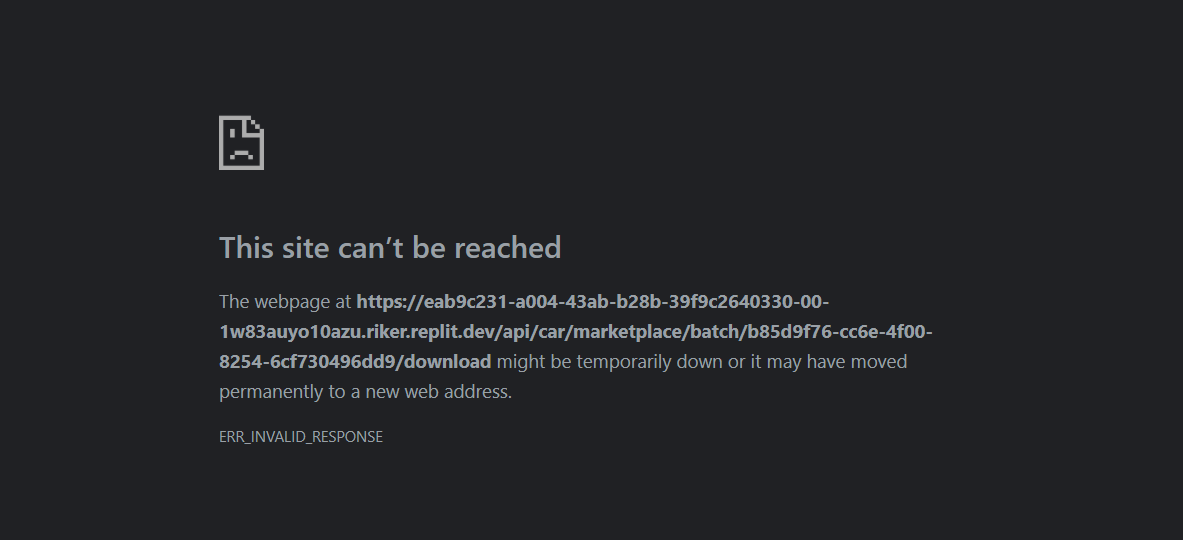 This site can’t be reached
The webpage at https://eab9c231-a004-43ab-b28b-39f9c2640330-00-
1w83auyo10azu.riker.replit.dev/api/car/marketplace/batch/b85d9f76-cc6e-4f00-
8254-6cf730496dd9/download might be temporarily down or it may have moved
permanently to a new web address.
ERR_INVALID_RESPONSE